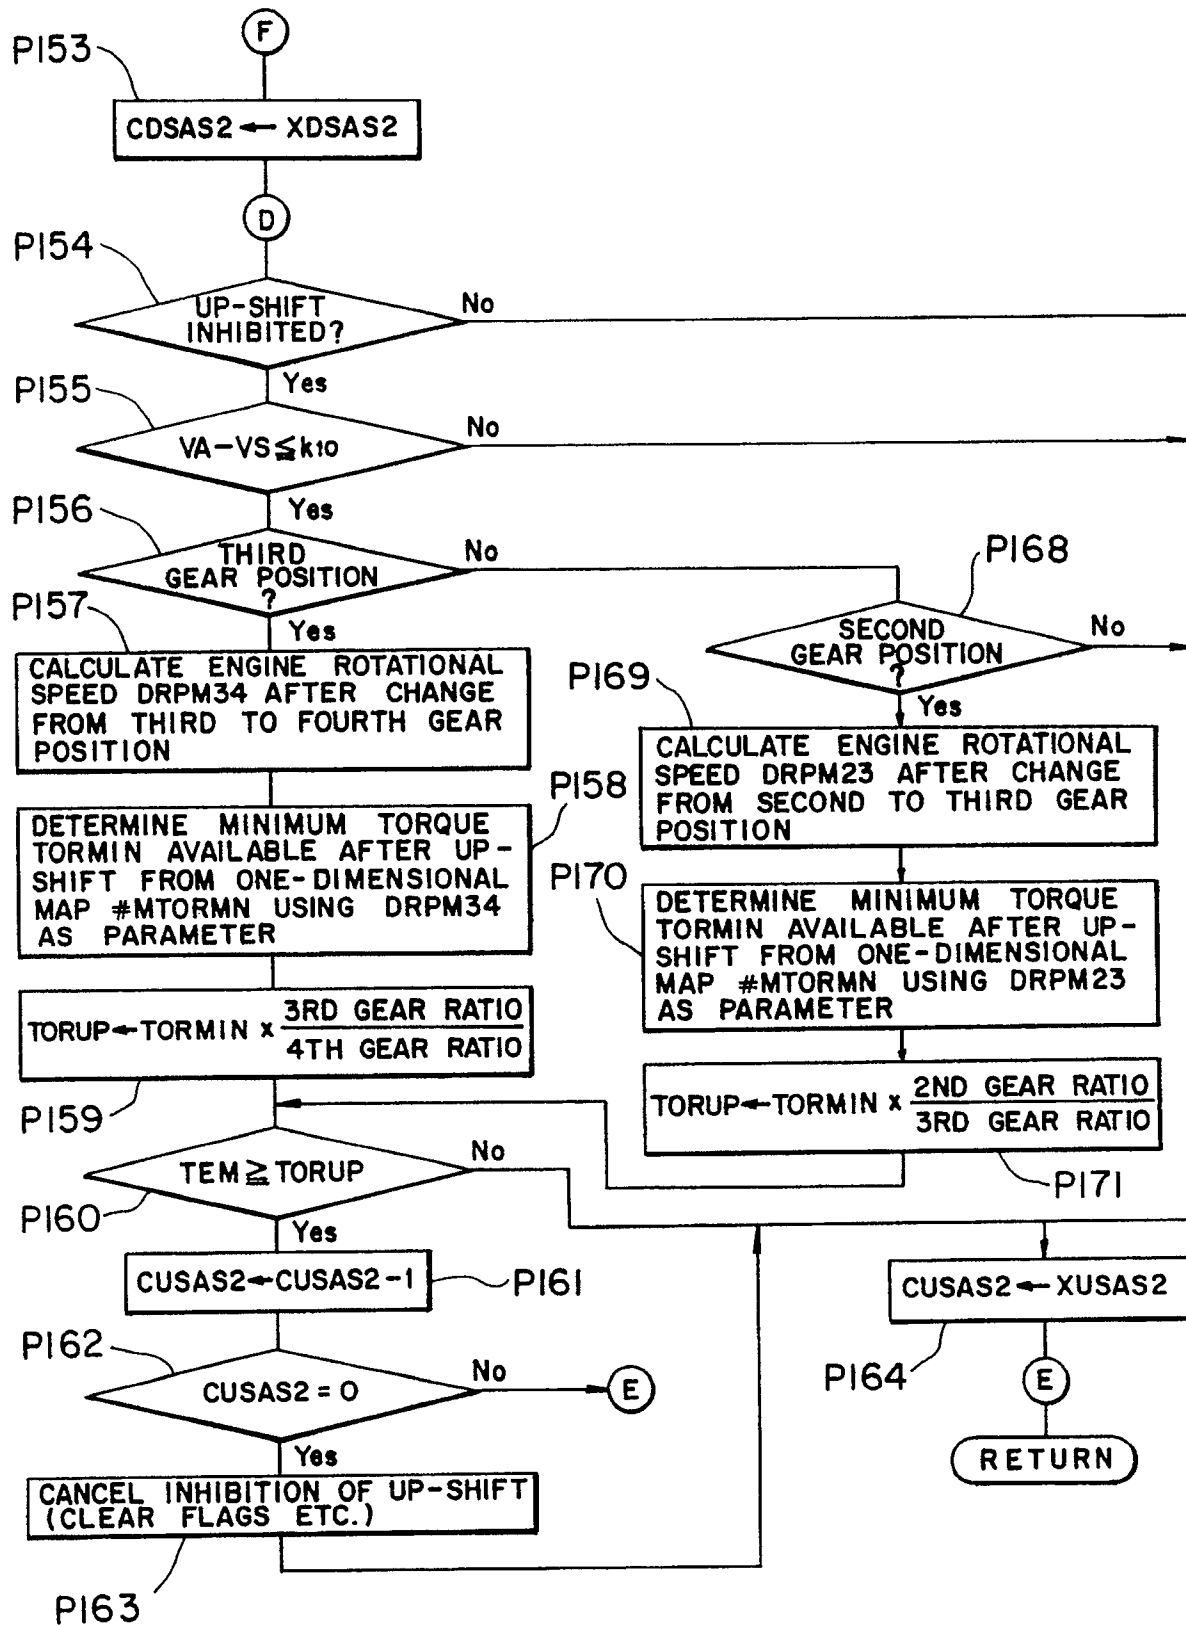 F
P153
CDSAS2 ← XDSAS2
D
P154
UP-SHIFT
INHIBITED?
No
Yes
P155
VA-VS≦k10
No
Yes
P156
THIRD
GEAR POSITION
?
No
Yes
P157
CALCULATE ENGINE ROTATIONAL
SPEED DRPM34 AFTER CHANGE
FROM THIRD TO FOURTH GEAR
POSITION
P158
DETERMINE MINIMUM TORQUE
TORMIN AVAILABLE AFTER UP-
SHIFT FROM ONE-DIMENSIONAL
MAP #MTORMN USING DRPM34
AS PARAMETER
TORUP←TORMIN x 3RD GEAR RATIO
4TH GEAR RATIO
P159
P168
SECOND
GEAR POSITION
?
No
Yes
P169
CALCULATE ENGINE ROTATIONAL
SPEED DRPM23 AFTER CHANGE
FROM SECOND TO THIRD GEAR
POSITION
P170
DETERMINE MINIMUM TORQUE
TORMIN AVAILABLE AFTER UP-
SHIFT FROM ONE-DIMENSIONAL
MAP #MTORMN USING DRPM23
AS PARAMETER
TORUP←TORMIN x 2ND GEAR RATIO
3RD GEAR RATIO
P171
TEM≧TORUP
No
P160
Yes
CUSAS2←CUSAS2-1
P161
P162
CUSAS2=0
No
E
Yes
CANCEL INHIBITION OF UP-SHIFT
(CLEAR FLAGS ETC.)
P163
CUSAS2 ← XUSAS2
P164
E
RETURN